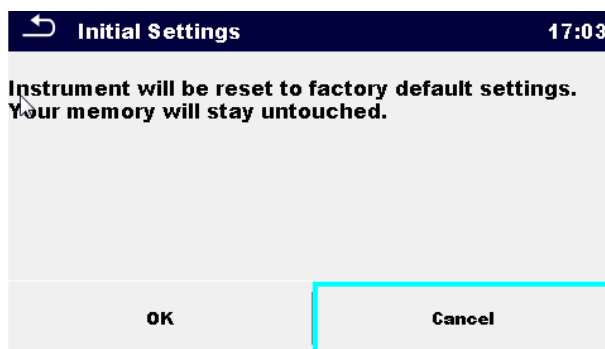 Initial Settings 17:03
Instrument will be reset to factory default settings.
Your memory will stay untouched.
OK Cancel